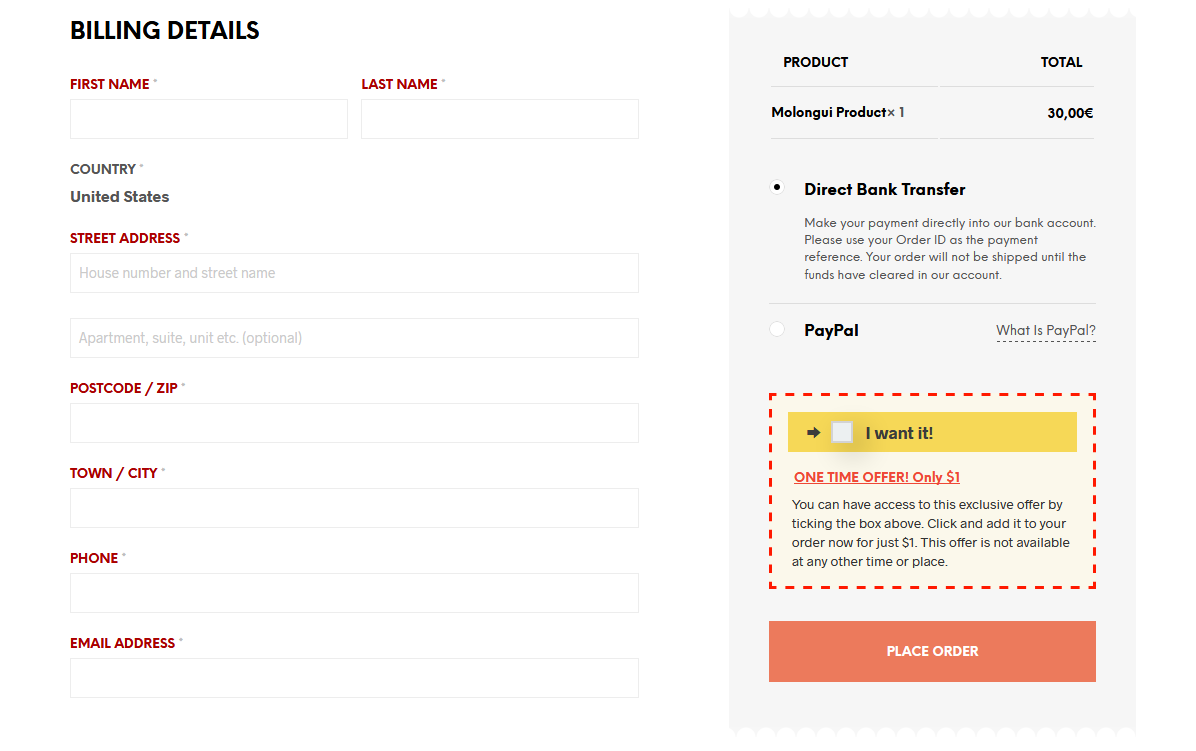 BILLING DETAILS
FIRST NAME *
LAST NAME *
COUNTRY *
United States
STREET ADDRESS *
House number and street name
Apartment, suite, unit etc. (optional)
POSTCODE / ZIP *
TOWN / CITY *
PHONE *
EMAIL ADDRESS *
PRODUCT TOTAL
Molongui Product× 1 30,00€
Direct Bank Transfer
Make your payment directly into our bank account.
Please use your Order ID as the payment
reference. Your order will not be shipped until the
funds have cleared in our account.
PayPal What Is PayPal?
I want it!
ONE TIME OFFER! Only $1
You can have access to this exclusive offer by
ticking the box above. Click and add it to your
order now for just $1. This offer is not available
at any other time or place.
PLACE ORDER